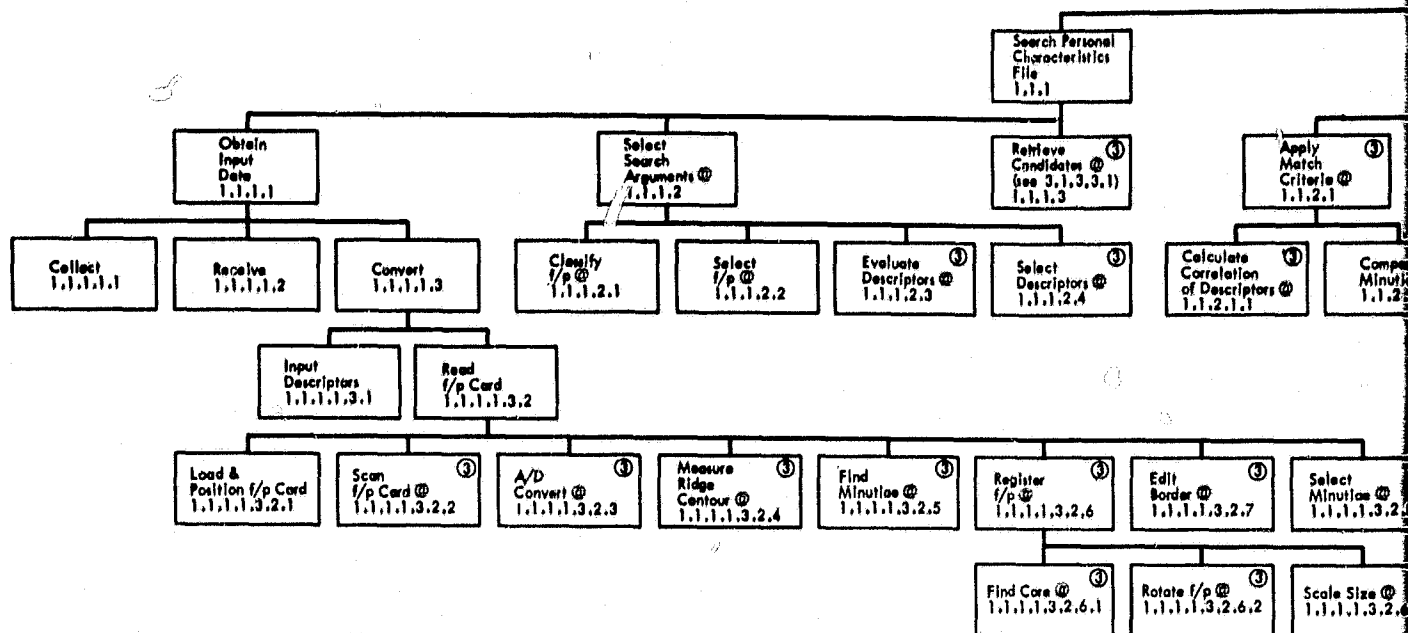 Search Personal
Characteristics
File
1.1.1
Obtain
Input
Data
1.1.1.1
Select
Search
Arguments @
1.1.1.2
Retrieve ③
Candidates @
(see 3.1.3.3.1)
1.1.1.3
Apply ③
Match
Criteria @
1.1.2.1
Collect
1.1.1.1.1
Receive
1.1.1.1.2
Convert
1.1.1.1.3
Classify
f/p @
1.1.1.2.1
Select
f/p @
1.1.1.2.2
Evaluate ③
Descriptors @
1.1.1.2.3
Select ③
Descriptors @
1.1.1.2.4
Calculate ③
Correlation
of Descriptors @
1.1.2.1.1
Input
Descriptors
1.1.1.1.3.1
Read
f/p Card
1.1.1.1.3.2
Load &
Position f/p Card
1.1.1.1.3.2.1
Scan ③
f/p Card @
1.1.1.1.3.2.2
A/D ③
Convert @
1.1.1.1.3.2.3
Measure ③
Ridge
Contour @
1.1.1.1.3.2.4
Find ③
Minutiae @
1.1.1.1.3.2.5
Register ③
f/p @
1.1.1.1.3.2.6
Edit ③
Border @
1.1.1.1.3.2.7
Select
Minutiae @
1.1.1.1.3.2
Find Core @ ③
1.1.1.1.3.2.6.1
Rotate f/p @ ③
1.1.1.1.3.2.6.2
Scale Size @
1.1.1.1.3.2.6